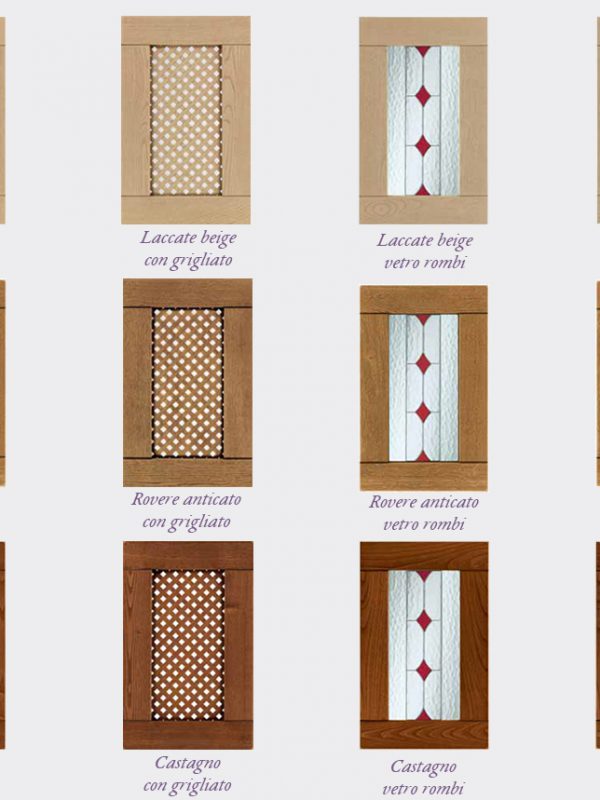 Laccate beige
con grigliato
Laccate beige
vetro rombi
Rovere anticato
con grigliato
Rovere anticato
vetro rombi
Castagno
con grigliato
Castagno
vetro rombi